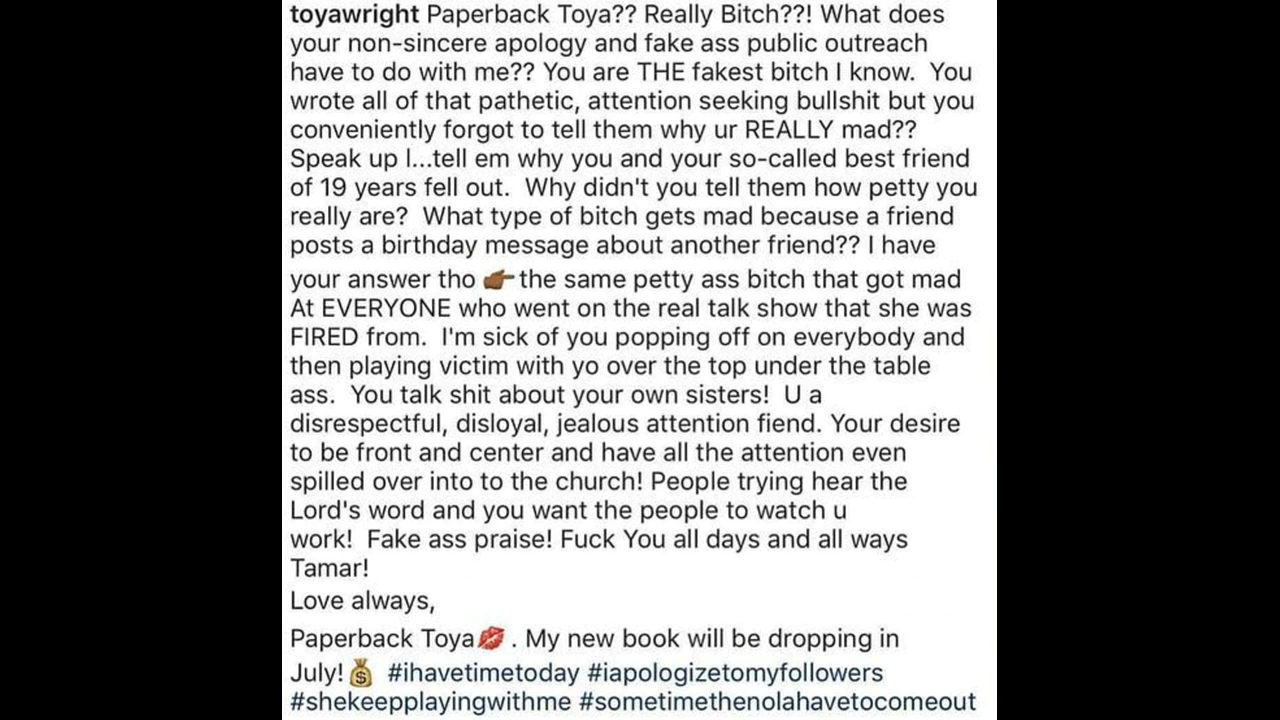 toyawright Paperback Toya?? Really Bitch??! What does
your non-sincere apology and fake ass public outreach
have to do with me?? You are THE fakest bitch I know.  You
wrote all of that pathetic, attention seeking bullshit but you
conveniently forgot to tell them why ur REALLY mad??
Speak up l...tell em why you and your so-called best friend
of 19 years fell out.  Why didn't you tell them how petty you
really are?  What type of bitch gets mad because a friend
posts a birthday message about another friend?? I have
your answer tho 👉🏾the same petty ass bitch that got mad
At EVERYONE who went on the real talk show that she was
FIRED from.  I'm sick of you popping off on everybody and
then playing victim with yo over the top under the table
ass.  You talk shit about your own sisters!  U a
disrespectful, disloyal, jealous attention fiend. Your desire
to be front and center and have all the attention even
spilled over into to the church! People trying hear the
Lord's word and you want the people to watch u
work!  Fake ass praise! Fuck You all days and all ways
Tamar!
Love always,
Paperback Toya💋 . My new book will be dropping in
July!💰 #ihavetimetoday #iapologizetomyfollowers
#shekeepplayingwithme #sometimethenolahavetocomeout